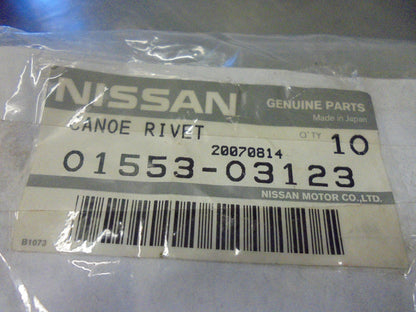 NISSAN
GENUINE PARTS
Made in Japan
CANOE RIVET
Q'TY 10
20070814
01553-03123
NISSAN MOTOR CO.,LTD.
B1073